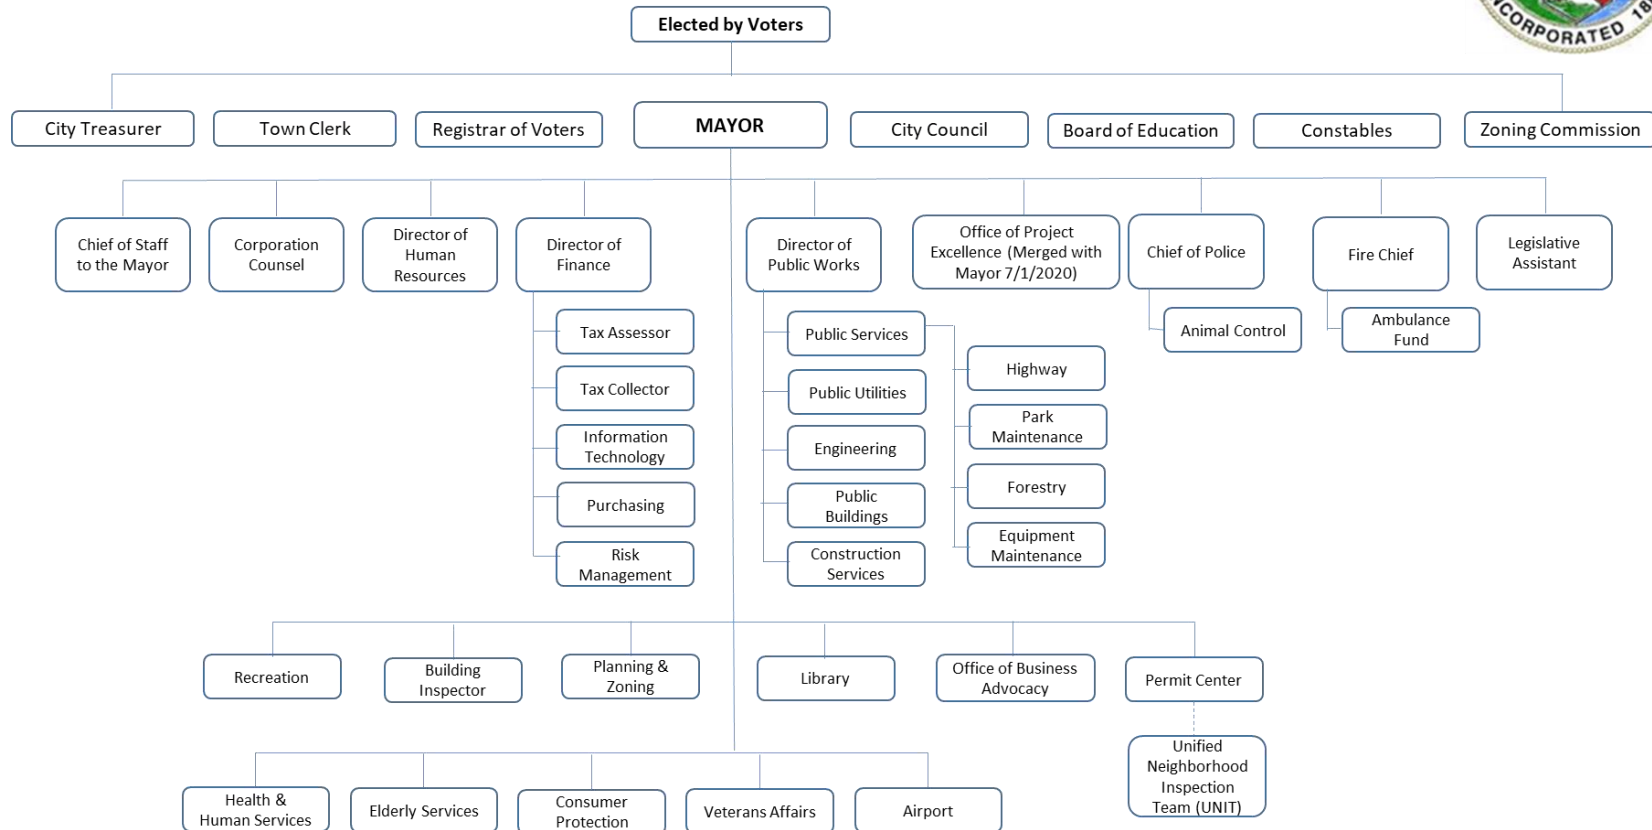 Elected by Voters
INCORPORATED 18
City Treasurer
Town Clerk
Registrar of Voters
MAYOR
City Council
Board of Education
Constables
Zoning Commission
Chief of Staff
to the Mayor
Corporation
Counsel
Director of
Human
Resources
Director of
Finance
Director of
Public Works
Office of Project
Excellence (Merged with
Mayor 7/1/2020)
Chief of Police
Fire Chief
Legislative
Assistant
Tax Assessor
Tax Collector
Information
Technology
Purchasing
Risk
Management
Public Services
Public Utilities
Engineering
Public
Buildings
Construction
Services
Highway
Park
Maintenance
Forestry
Equipment
Maintenance
Animal Control
Ambulance
Fund
Recreation
Building
Inspector
Planning &
Zoning
Library
Office of Business
Advocacy
Permit Center
Unified
Neighborhood
Inspection
Team (UNIT)
Health &
Human Services
Elderly Services
Consumer
Protection
Veterans Affairs
Airport